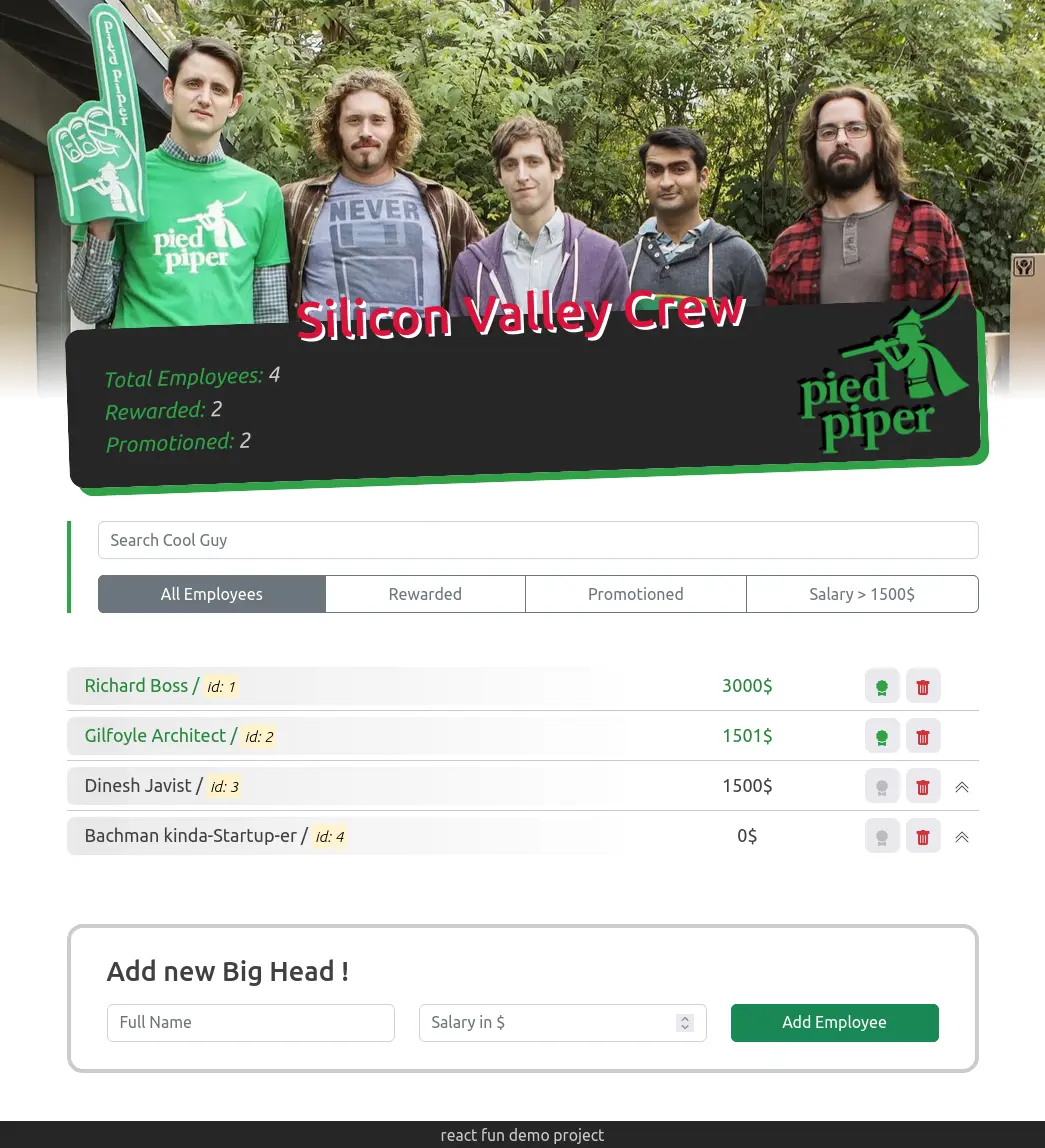 pied piper
NEVER
pied
piper
Silicon Valley Crew
Total Employees: 4
Rewarded: 2
Promotioned: 2
pied
piper
Search Cool Guy
All Employees
Rewarded
Promotioned
Salary > 1500$
Richard Boss / id: 1
3000$
Gilfoyle Architect / id: 2
1501$
Dinesh Javist / id: 3
1500$
Bachman kinda-Startup-er / id: 4
0$
Add new Big Head !
Full Name
Salary in $
Add Employee
react fun demo project